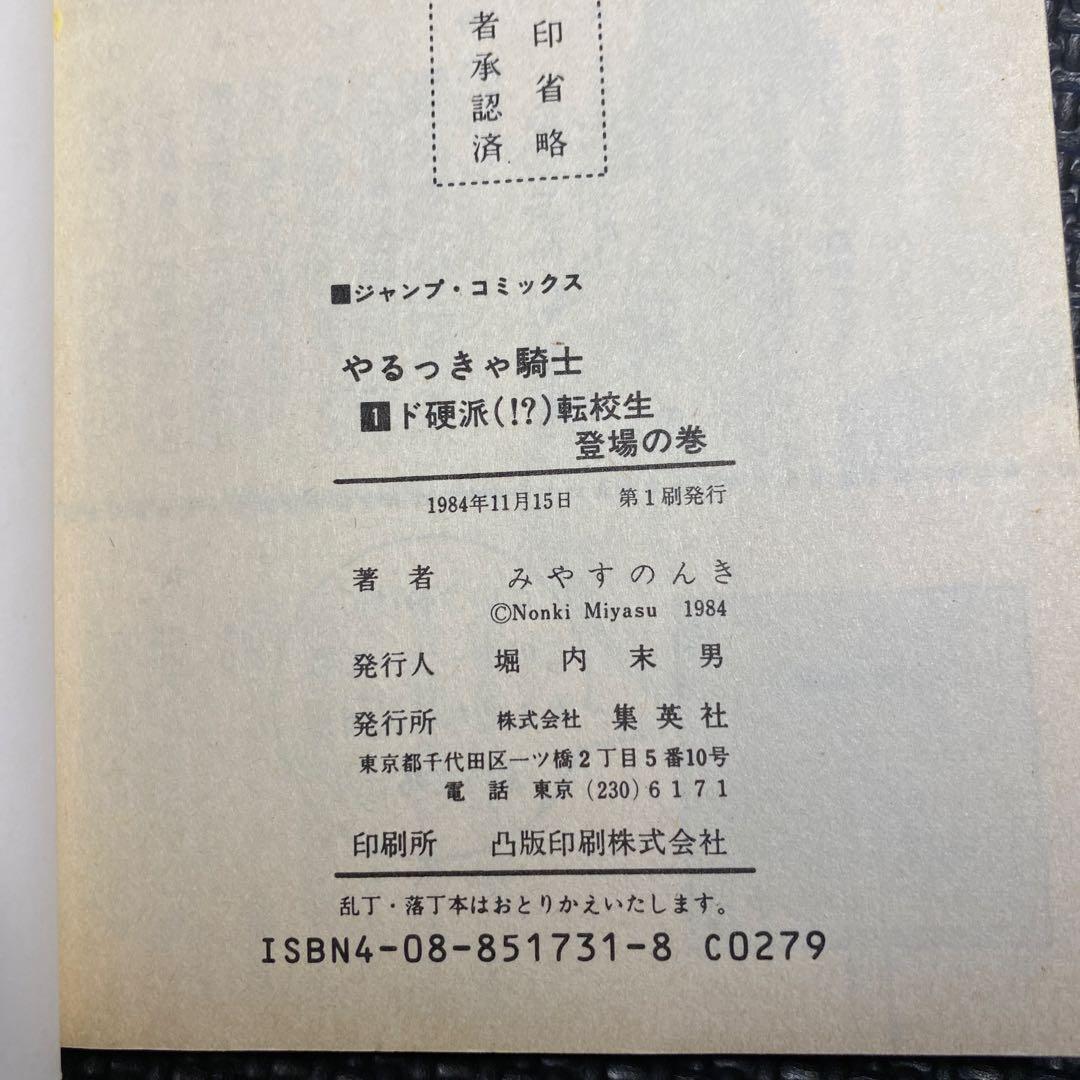 印省略
者承認済
■ジャンプ・コミックス
やるっきゃ騎士
1ド硬派(!?)転校生
登場の巻
1984年11月15日 第1刷発行
著者 みやすのんき
©Nonki Miyasu 1984
発行人 堀内末男
発行所 株式会社 集英社
東京都千代田区一ツ橋2丁目5番10号
電話 東京(230)6171
印刷所 凸版印刷株式会社
乱丁・落丁本はおとりかえいたします。
ISBN4-08-851731-8 C0279